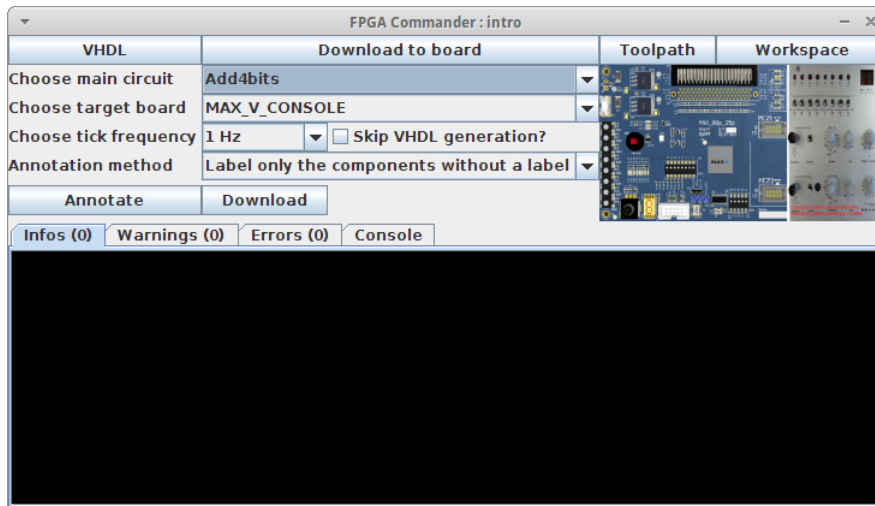 FPGA Commander : intro
VHDL Download to board Toolpath Workspace
Choose main circuit Add4bits
Choose target board MAX_V_CONSOLE
Choose tick frequency 1 Hz Skip VHDL generation?
Annotation method Label only the components without a label
Annotate Download
Infos (0) Warnings (0) Errors (0) Console